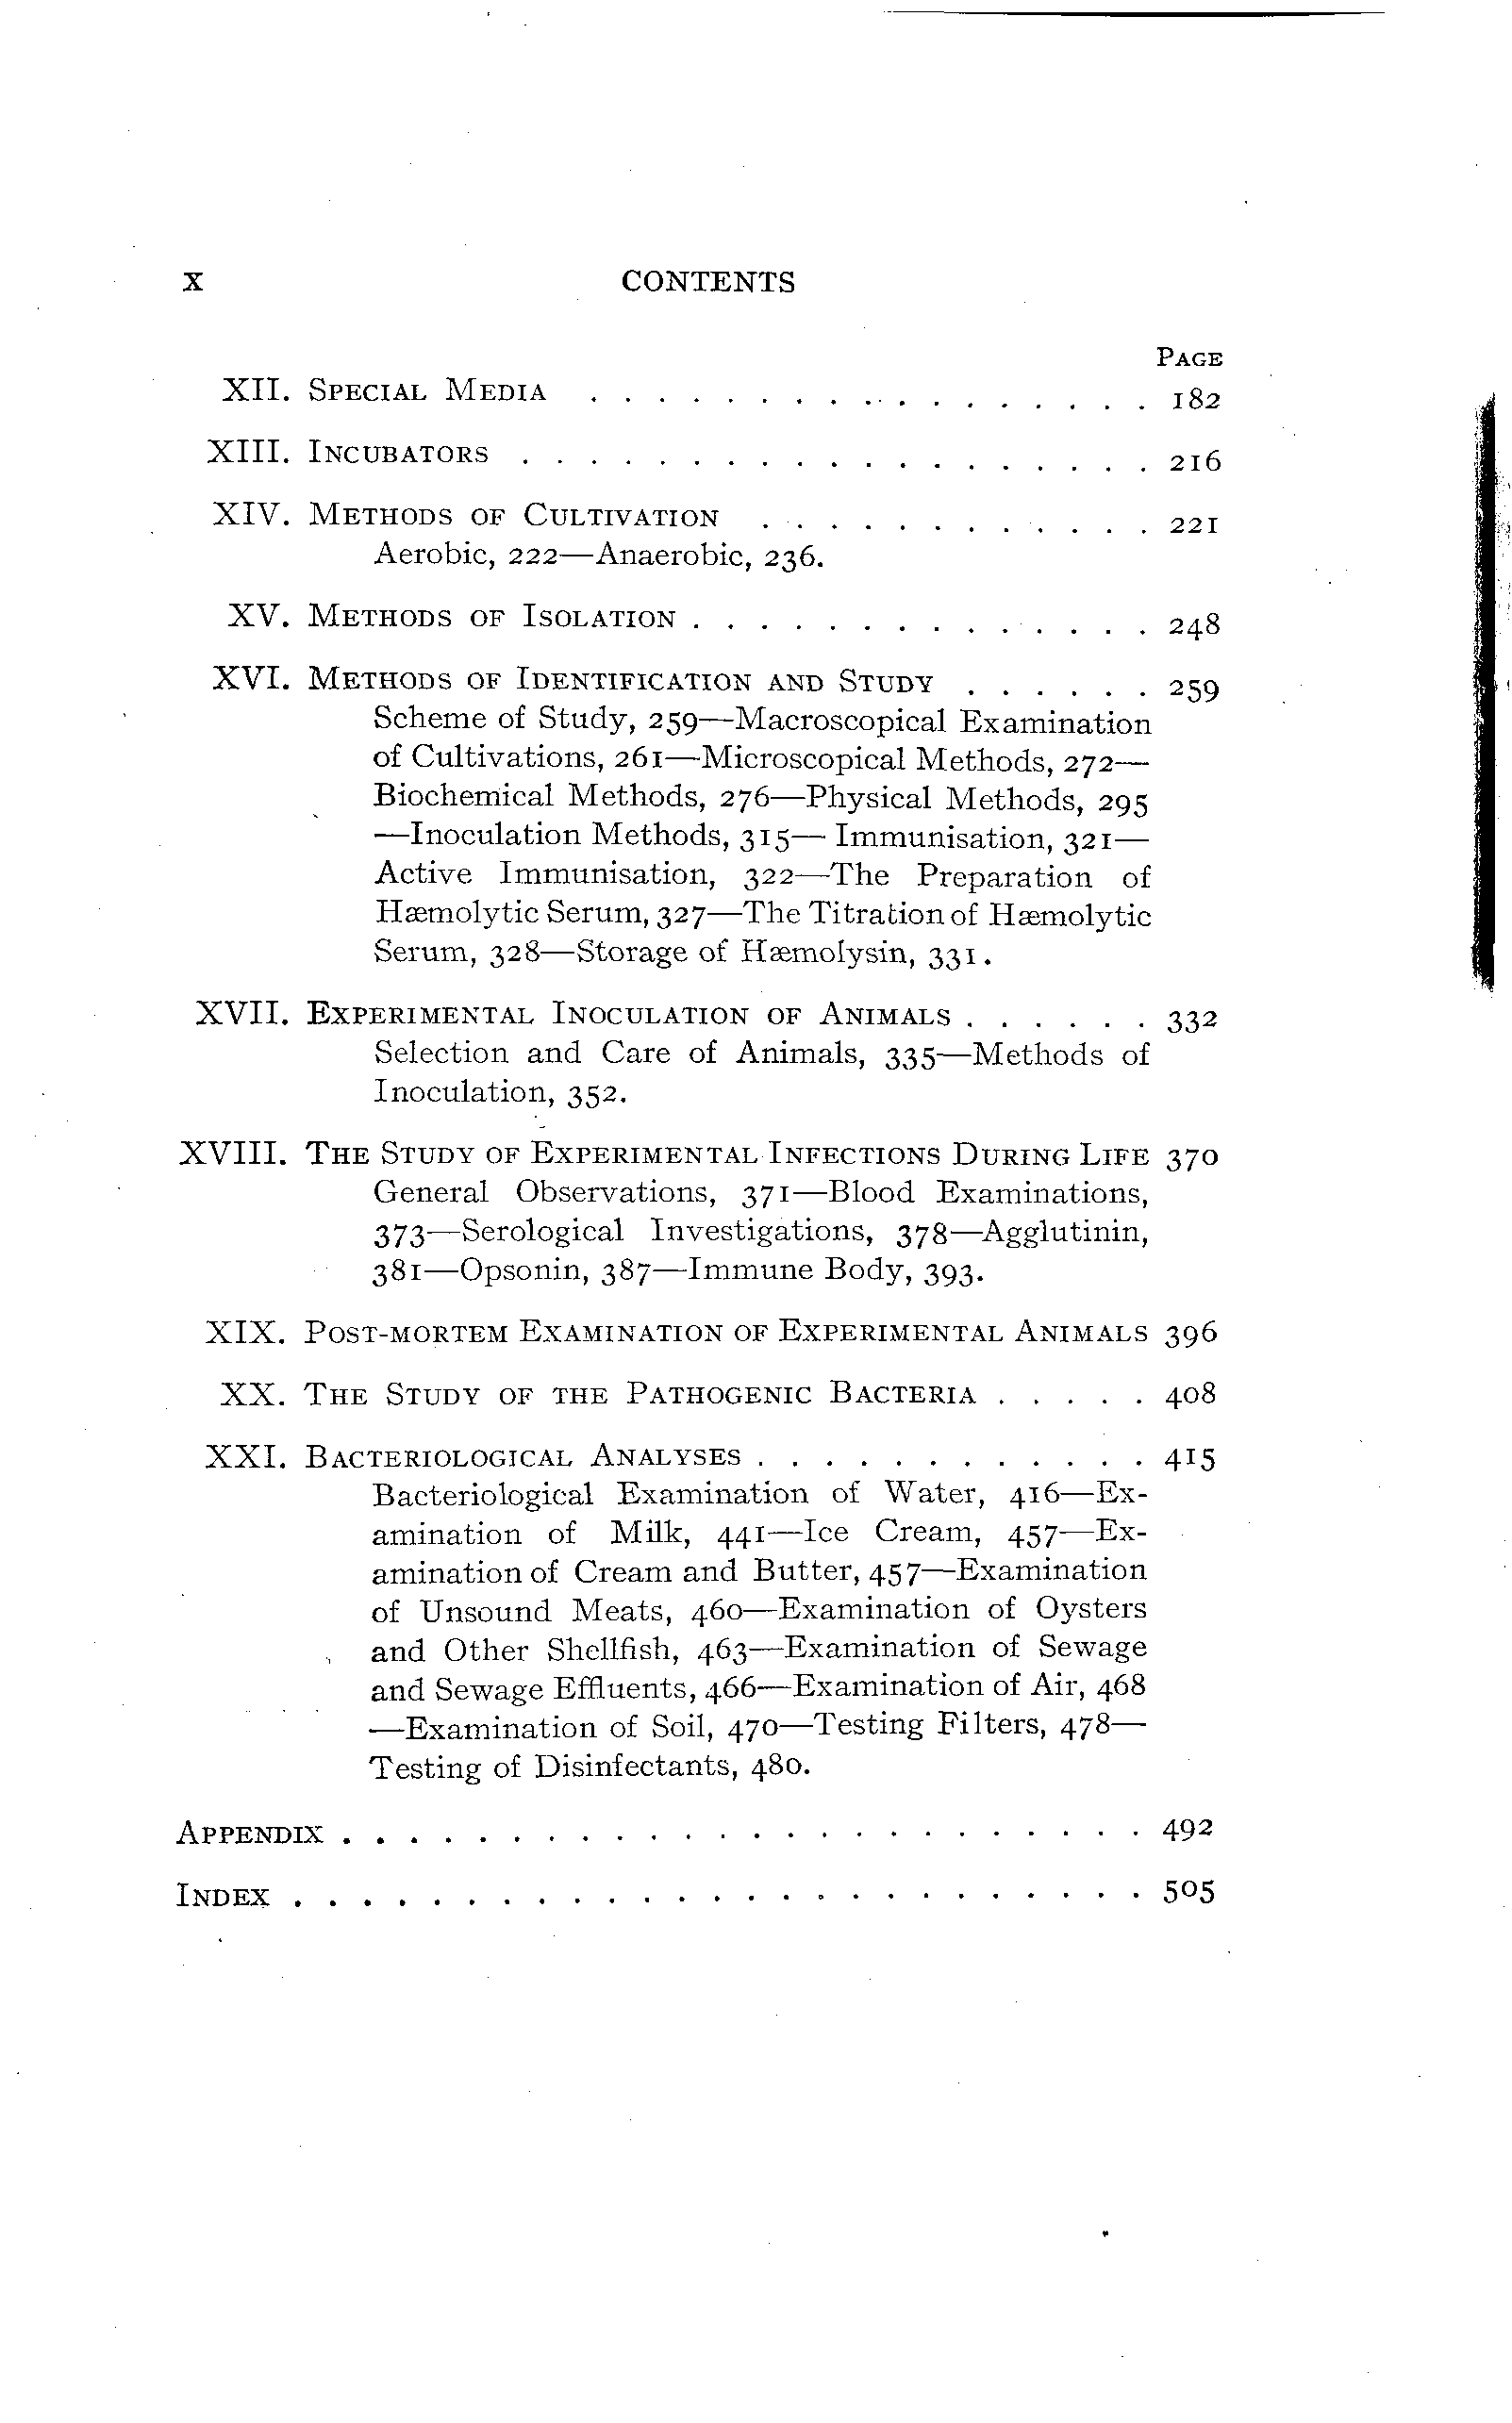 x CONTENTS
PAGE
XII. SPECIAL MEDIA . . . . . . . . . . . . . . . . . 182
XIII. INCUBATORS . . . . . . . . . . . . . . . . . . . 216
XIV. METHODS OF CULTIVATION . . . . . . . . . . . . 221
Aerobic, 222—Anaerobic, 236.
XV. METHODS OF ISOLATION . . . . . . . . . . . . . . 248
XVI. METHODS OF IDENTIFICATION AND STUDY . . . . . . 259
Scheme of Study, 259—Macroscopical Examination
of Cultivations, 261—Microscopical Methods, 272—
Biochemical Methods, 276—Physical Methods, 295
—Inoculation Methods, 315— Immunisation, 321—
Active Immunisation, 322—The Preparation of
Hæmolytic Serum, 327—The Titration of Hæmolytic
Serum, 328—Storage of Hæmolysin, 331.
XVII. EXPERIMENTAL INOCULATION OF ANIMALS . . . . . . 332
Selection and Care of Animals, 335—Methods of
Inoculation, 352.
XVIII. THE STUDY OF EXPERIMENTAL INFECTIONS DURING LIFE 370
General Observations, 371—Blood Examinations,
373—Serological Investigations, 378—Agglutinin,
381—Opsonin, 387—Immune Body, 393.
XIX. POST-MORTEM EXAMINATION OF EXPERIMENTAL ANIMALS 396
XX. THE STUDY OF THE PATHOGENIC BACTERIA . . . . . 408
XXI. BACTERIOLOGICAL ANALYSES . . . . . . . . . . . . 415
Bacteriological Examination of Water, 416—Ex-
amination of Milk, 441—Ice Cream, 457—Ex-
amination of Cream and Butter, 457—Examination
of Unsound Meats, 460—Examination of Oysters
and Other Shellfish, 463—Examination of Sewage
and Sewage Effluents, 466—Examination of Air, 468
—Examination of Soil, 470—Testing Filters, 478—
Testing of Disinfectants, 480.
APPENDIX . . . . . . . . . . . . . . . . . . . . . . . . 492
INDEX . . . . . . . . . . . . . . . . . . . . . . . . . 505